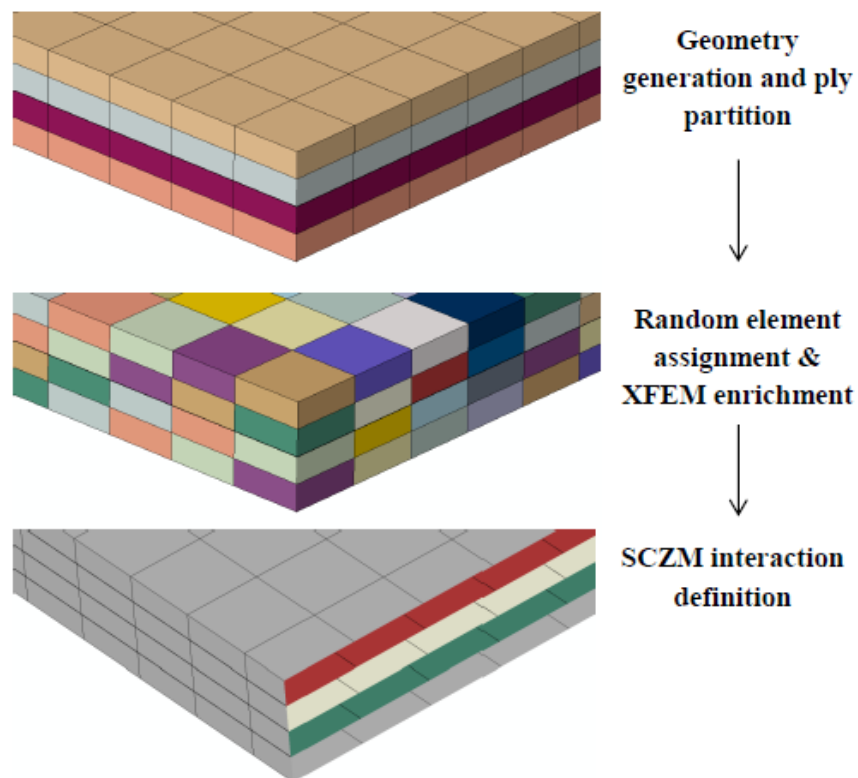 Geometry
generation and ply
partition
Random element
assignment &
XFEM enrichment
SCZM interaction
definition